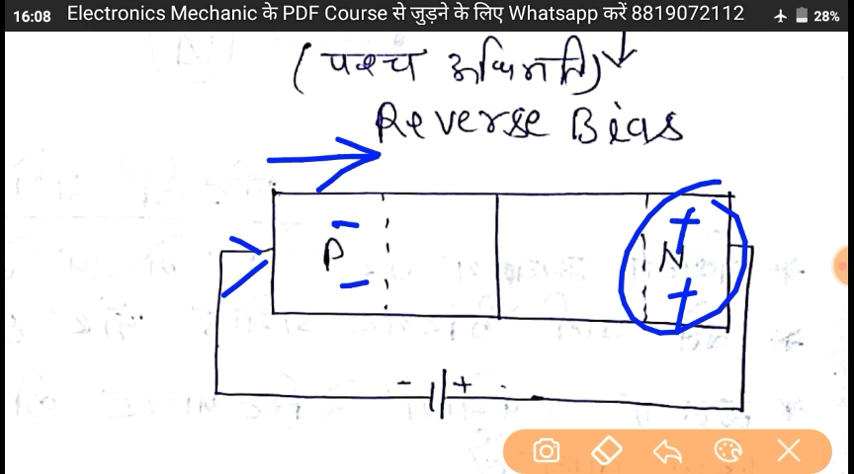 16:08 Electronics Mechanic के PDF Course से जुड़ने के लिए Whatsapp करें 8819072112 28%
(पश्च अभिनति)
Reverse Bias
P N
- +